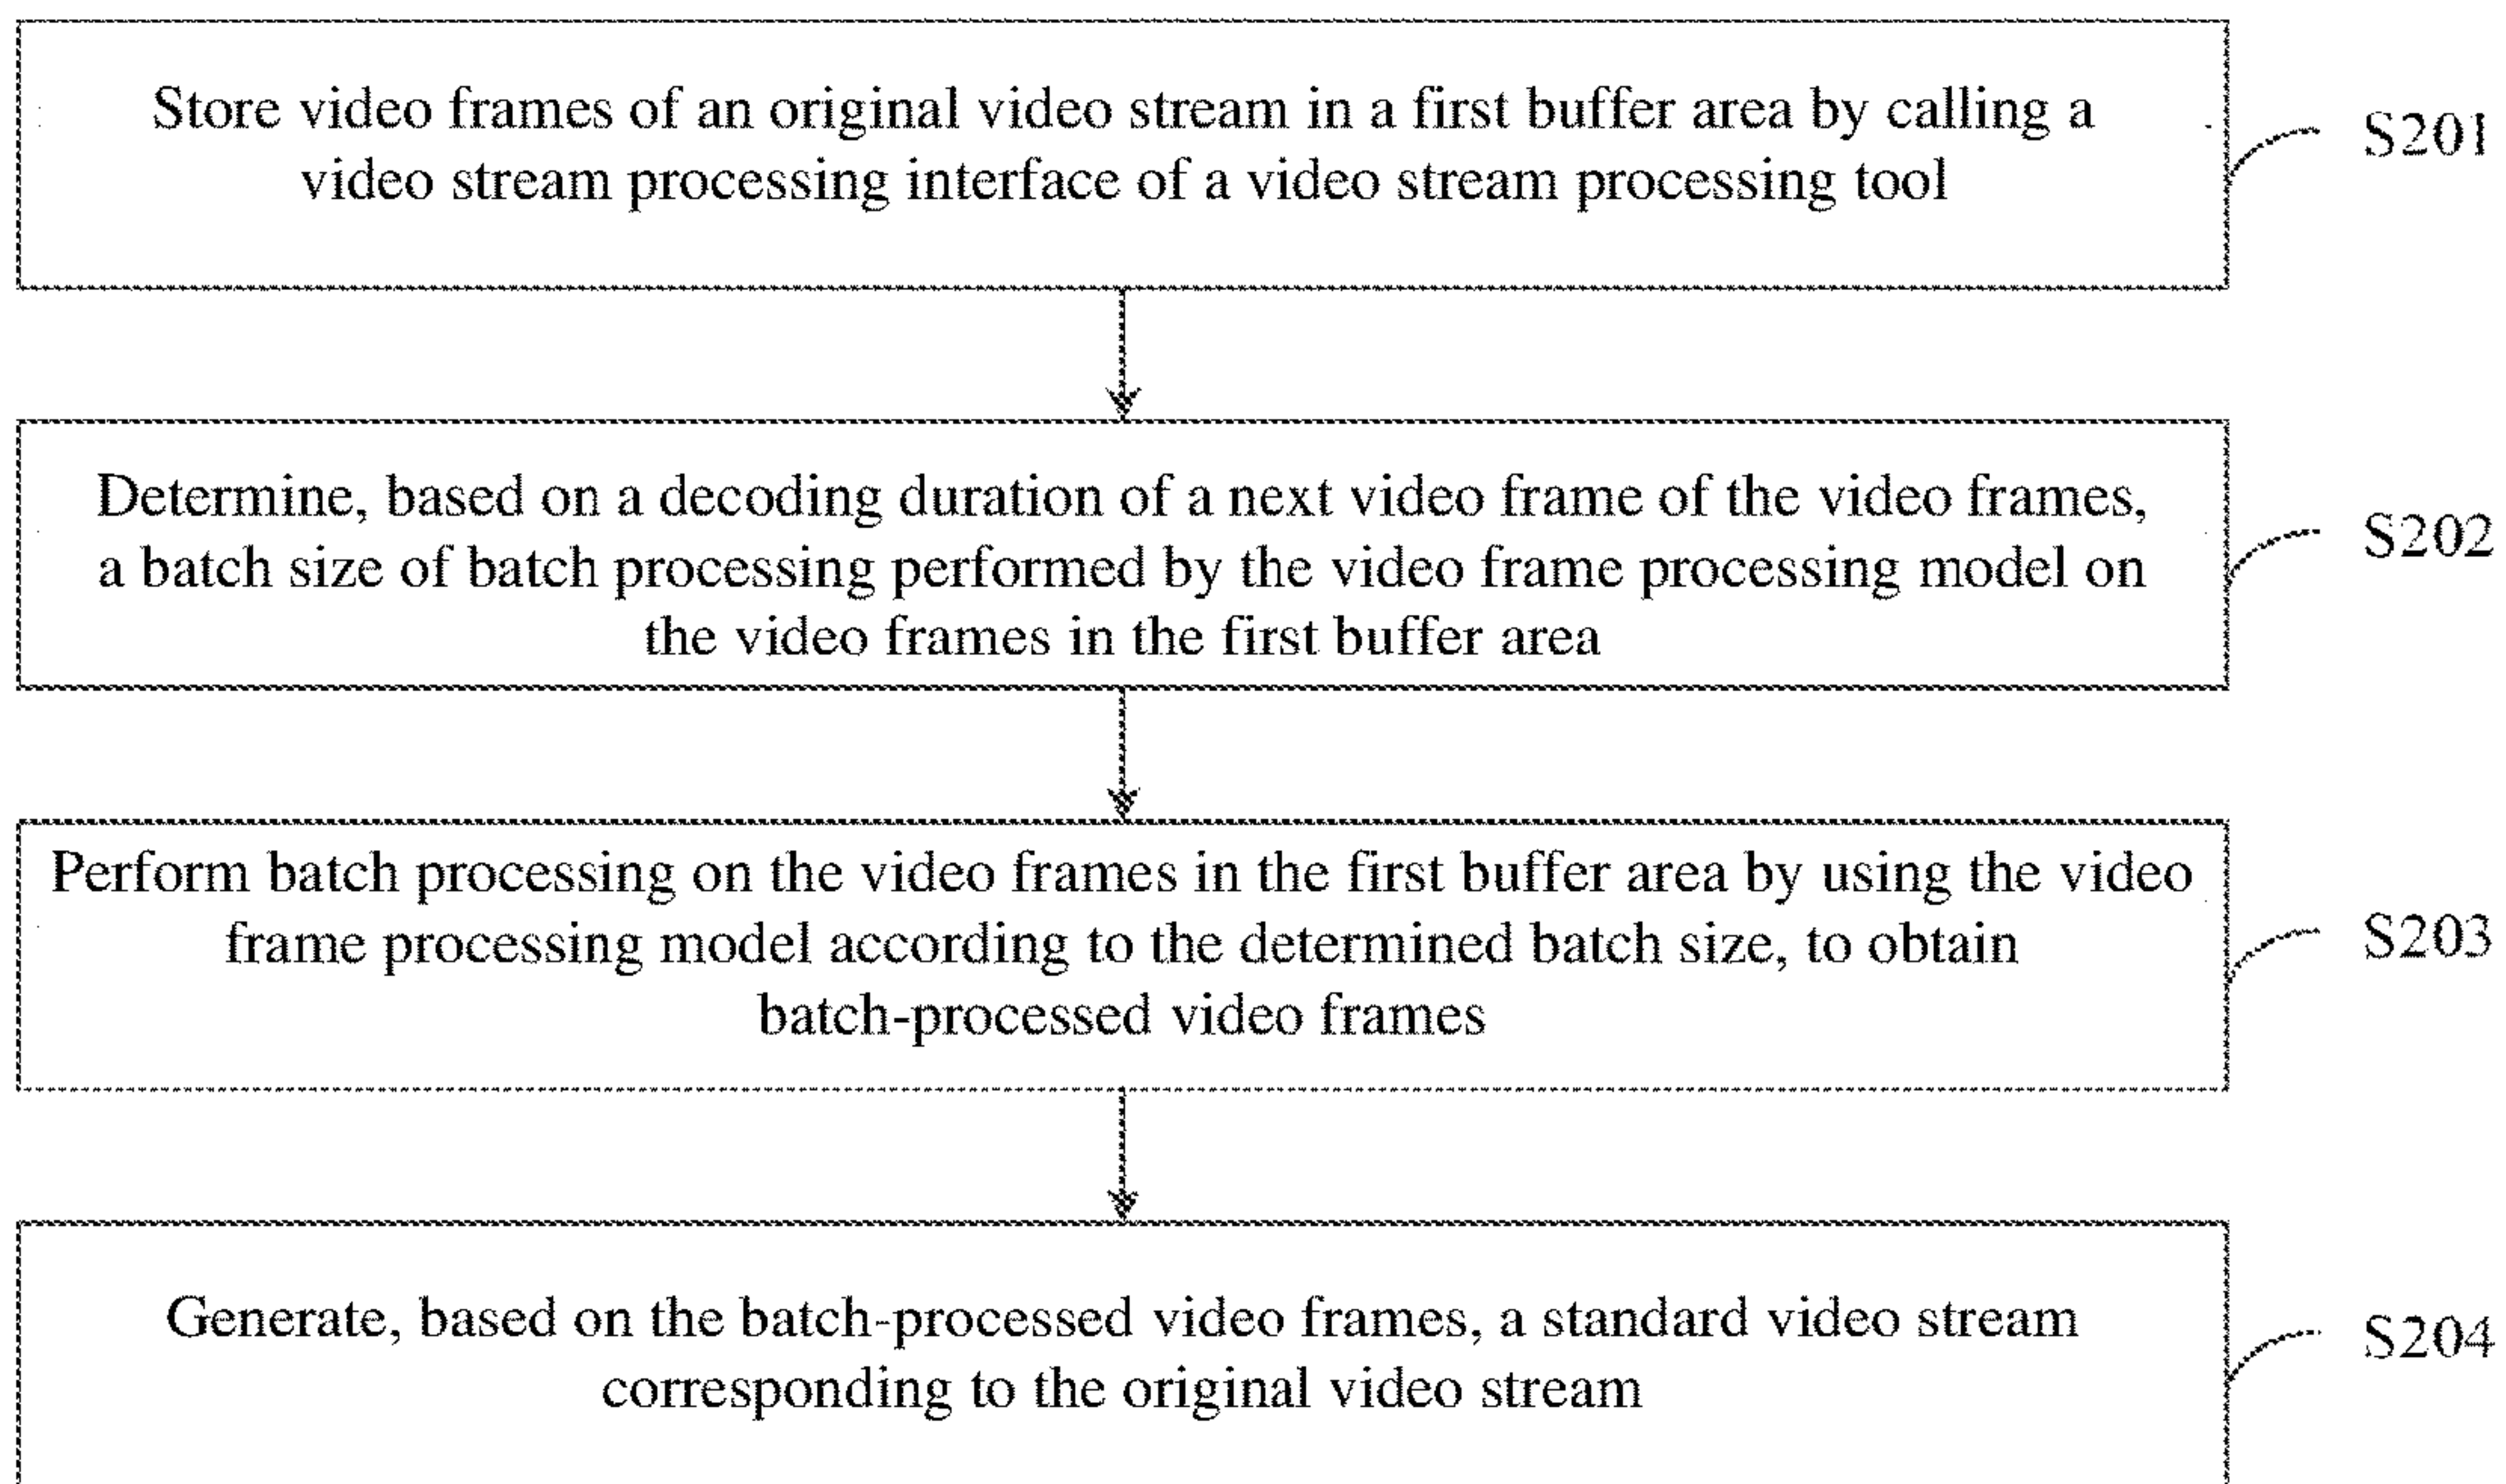 Store video frames of an original video stream in a first buffer area by calling a
video stream processing interface of a video stream processing tool
S201
Determine, based on a decoding duration of a next video frame of the video frames,
a batch size of batch processing performed by the video frame processing model on
the video frames in the first buffer area
S202
Perform batch processing on the video frames in the first buffer area by using the video
frame processing model according to the determined batch size, to obtain
batch-processed video frames
S203
Generate, based on the batch-processed video frames, a standard video stream
corresponding to the original video stream
S204